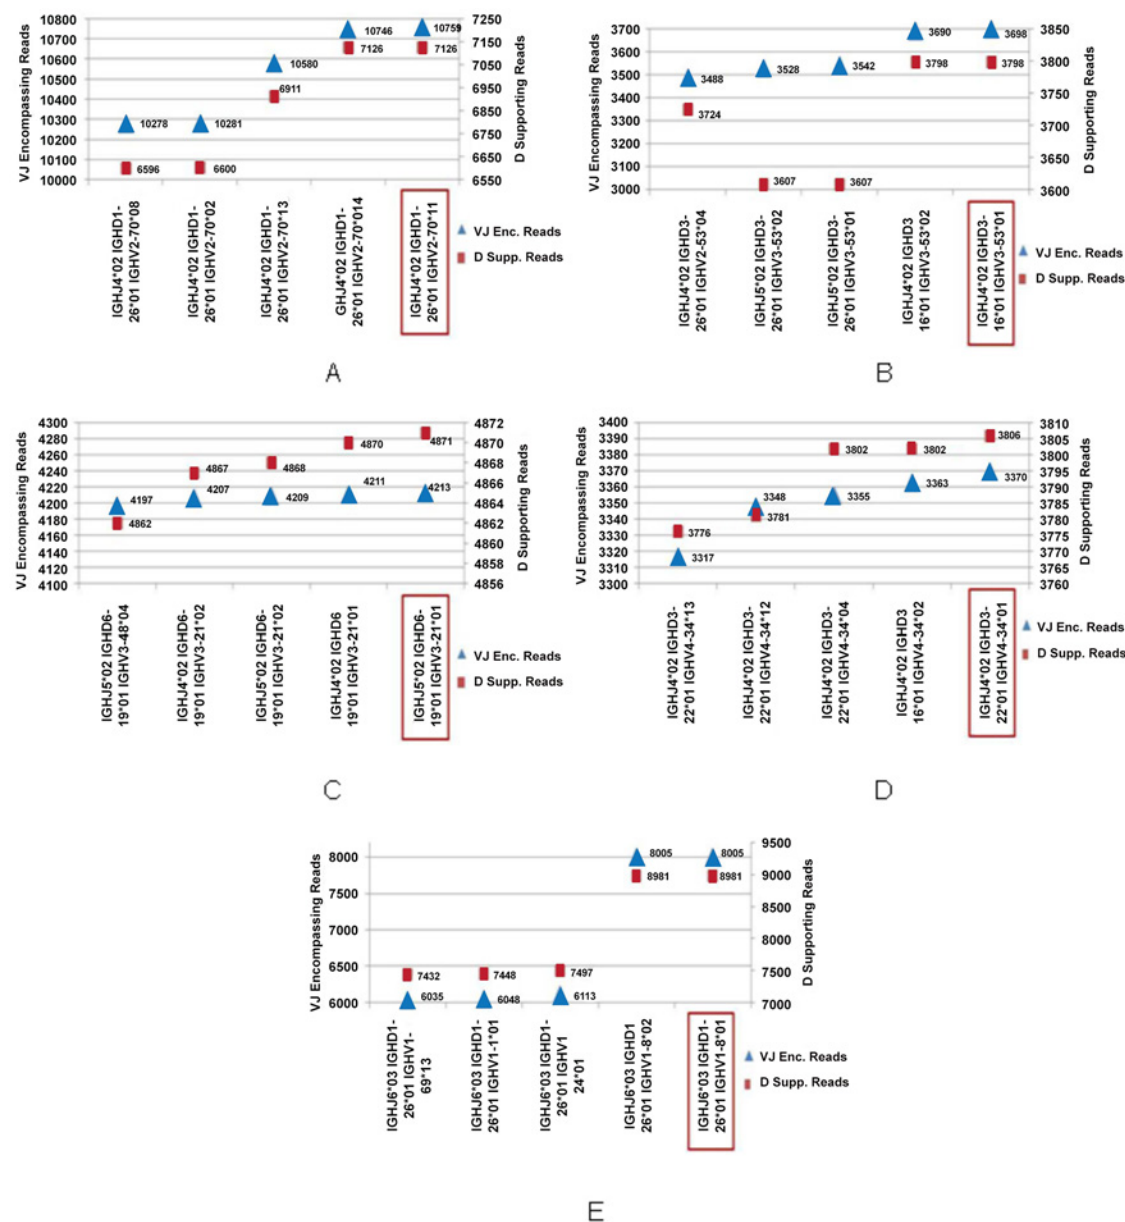 VJ Encompassing Reads
10800
10700
10600
10500
10400
10300
10200
10100
10000
10278
6596
10281
6600
10580
6911
10746
7126
10759
7126
7250
7150
7050
6950
6850
6750
6650
6550
D Supporting Reads
IGHJ4*02 IGHD1-
26*01 IGHV2-70*08
IGHJ4*02 IGHD1-
26*01 IGHV2-70*02
IGHJ4*02 IGHD1-
26*01 IGHV2-70*13
GHJ4*02 IGHD1-
26*01 IGHV2-70*014
IGHJ4*02 IGHD1-
26*01 IGHV2-70*11
VJ Enc. Reads
D Supp. Reads
A
VJ Encompassing Reads
3700
3600
3500
3400
3300
3200
3100
3000
3488
3724
3528
3607
3542
3607
3690
3798
3698
3798
3850
3800
3750
3700
3650
3600
D Supporting Reads
IGHJ4*02 IGHD3-
26*01 IGHV2-53*04
IGHJ5*02 IGHD3-
26*01 IGHV3-53*02
IGHJ5*02 IGHD3-
26*01 IGHV3-53*01
IGHJ4*02 IGHD3
16*01 IGHV3-53*02
IGHJ4*02 IGHD3-
16*01 IGHV3-53*01
VJ Enc. Reads
D Supp. Reads
B
VJ Encompassing Reads
4300
4280
4260
4240
4220
4200
4180
4160
4140
4120
4100
4197
4862
4867
4207
4868
4209
4870
4211
4871
4213
4872
4870
4868
4866
4864
4862
4860
4858
4856
D Supporting Reads
IGHJ5*02 IGHD6-
19*01 IGHV3-48*04
IGHJ4*02 IGHD6-
19*01 IGHV3-21*02
IGHJ5*02 IGHD6-
19*01 IGHV3-21*02
IGHJ4*02 IGHD6
19*01 IGHV3-21*01
IGHJ5*02 IGHD6-
19*01 IGHV3-21*01
VJ Enc. Reads
D Supp. Reads
C
VJ Encompassing Reads
3400
3390
3380
3370
3360
3350
3340
3330
3320
3310
3300
3776
3317
3348
3781
3802
3355
3802
3363
3806
3370
3810
3805
3800
3795
3790
3785
3780
3775
3770
3765
3760
D Supporting Reads
IGHJ4*02 IGHD3-
22*01 IGHV4-34*13
IGHJ4*02 IGHD3-
22*01 IGHV4-34*12
IGHJ4*02 IGHD3-
22*01 IGHV4-34*04
IGHJ4*02 IGHD3
16*01 IGHV4-34*02
IGHJ4*02 IGHD3-
22*01 IGHV4-34*01
VJ Enc. Reads
D Supp. Reads
D
VJ Encompassing Reads
8000
7500
7000
6500
6000
7432
6035
7448
6048
7497
6113
8005
8981
8005
8981
9500
9000
8500
8000
7500
7000
D Supporting Reads
IGHJ6*03 IGHD1-
26*01 IGHV1-
69*13
IGHJ6*03 IGHD1-
26*01 IGHV1-1*01
IGHJ6*03 IGHD1-
26*01 IGHV1
24*01
IGHJ6*03 IGHD1
26*01 IGHV1-8*02
IGHJ6*03 IGHD1-
26*01 IGHV1-8*01
VJ Enc. Reads
D Supp. Reads
E